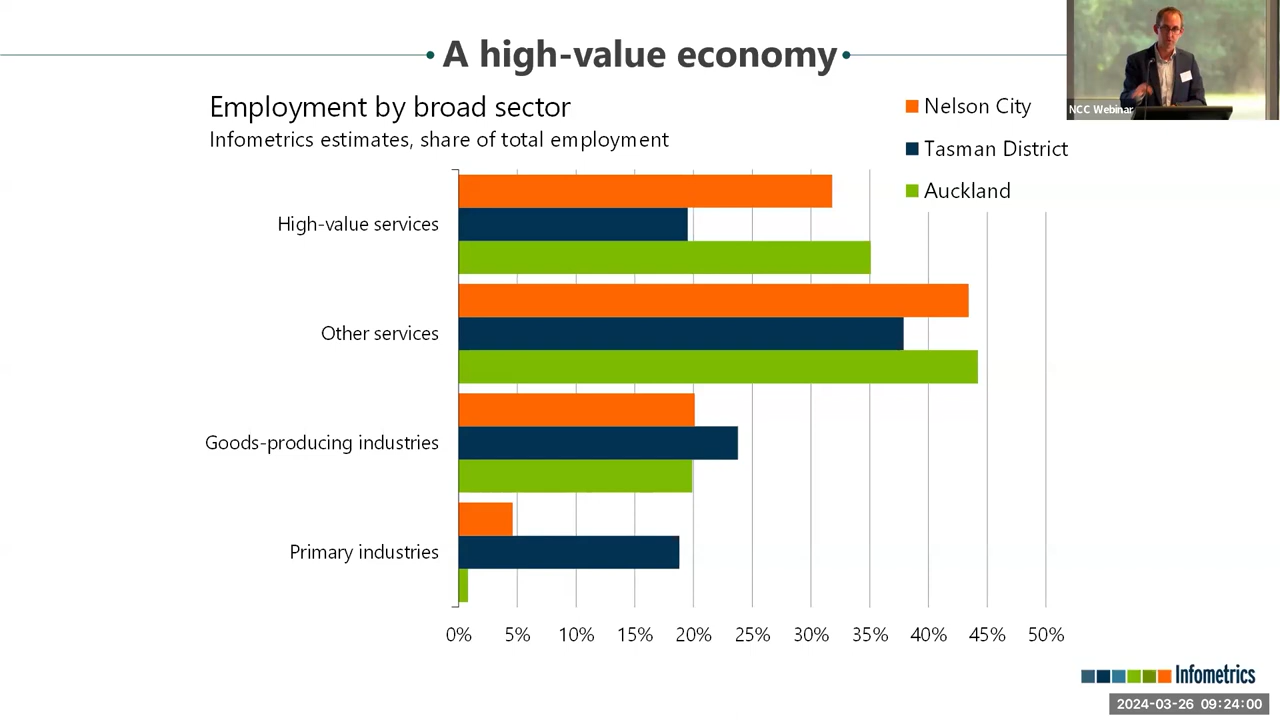 A high-value economy
Employment by broad sector
Infometrics estimates, share of total employment
Nelson City
Tasman District
Auckland
NCC Webinar
High-value services
Other services
Goods-producing industries
Primary industries
0% 5% 10% 15% 20% 25% 30% 35% 40% 45% 50%
Infometrics
2024-03-26 09:24:00